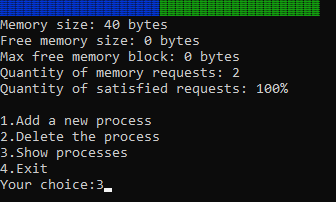 Memory size: 40 bytes
Free memory size: 0 bytes
Max free memory block: 0 bytes
Quantity of memory requests: 2
Quantity of satisfied requests: 100%
1.Add a new process
2.Delete the process
3.Show processes
4.Exit
Your choice:3